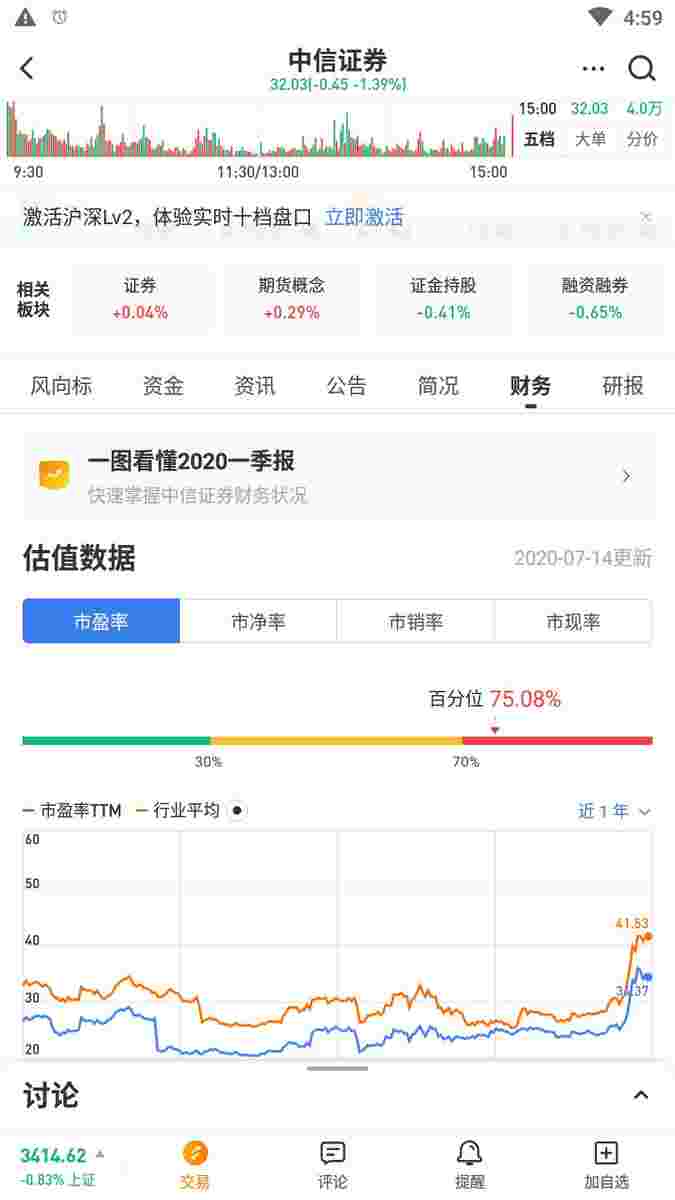 4:59
中信证券
32.03(-0.45 -1.39%)
15:00 32.03 4.0万
五档 大单 分价
9:30 11:30/13:00 15:00
激活沪深Lv2，体验实时十档盘口 立即激活
相关板块
证券 +0.04%
期货概念 +0.29%
证金持股 -0.41%
融资融券 -0.65%
风向标 资金 资讯 公告 简况 财务 研报
一图看懂2020一季报
快速掌握中信证券财务状况
估值数据 2020-07-14更新
市盈率 市净率 市销率 市现率
百分位 75.08%
30% 70%
市盈率TTM 行业平均 近1年
60
50
41.53
40
34.37
30
20
讨论
3414.62
-0.83% 上证
交易 评论 提醒 加自选